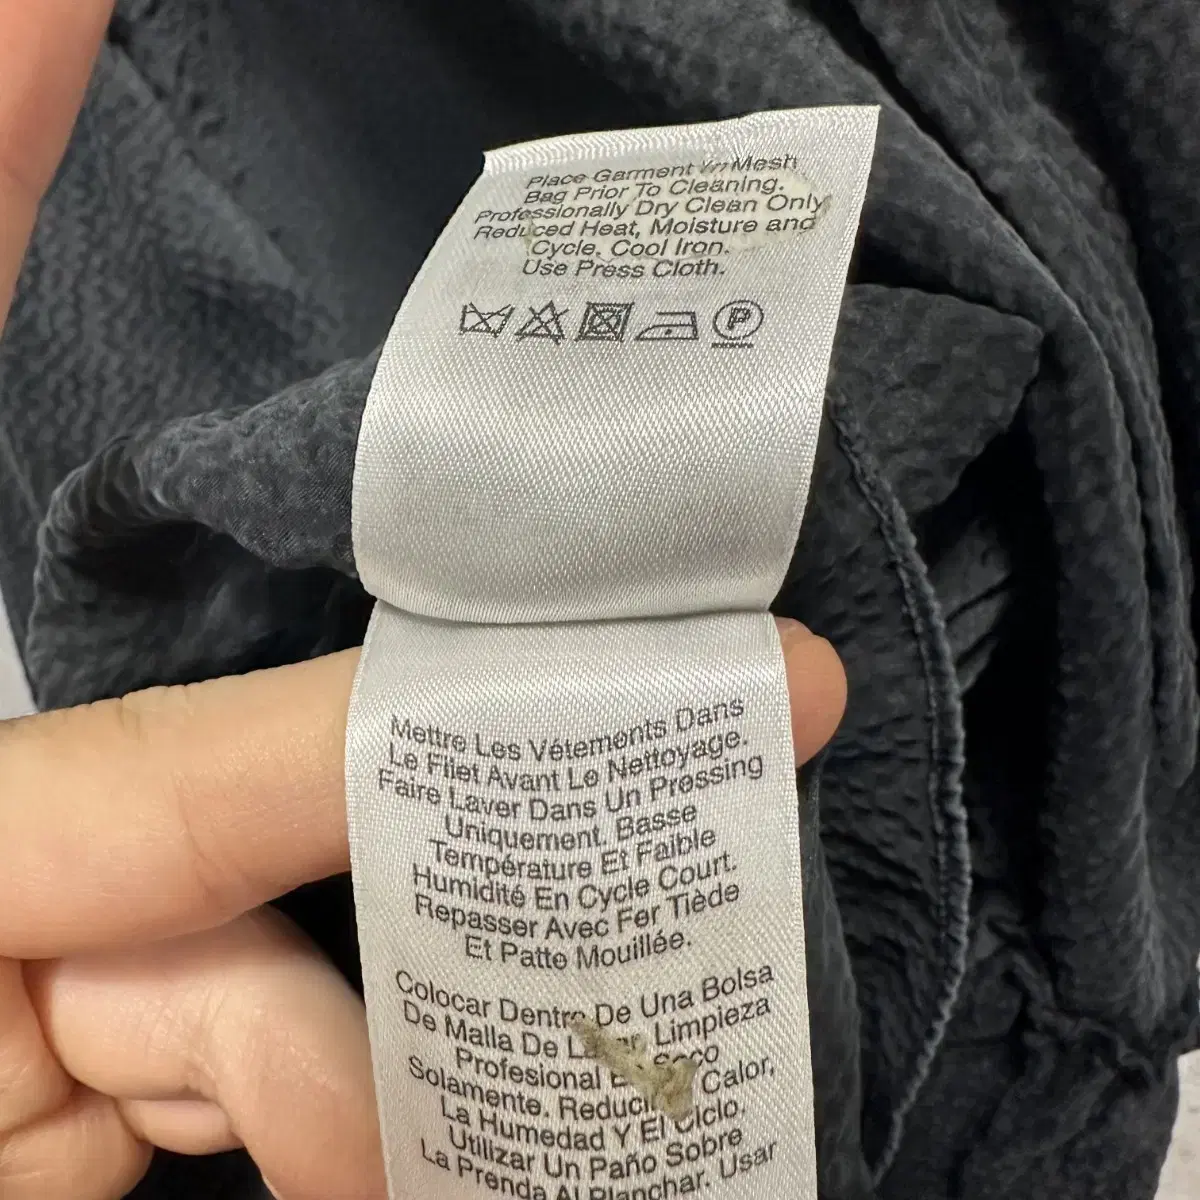 Place Garment In Mesh
Bag Prior To Cleaning.
Professionally Dry Clean Only
Reduced Heat, Moisture and
Cycle. Cool Iron.
Use Press Cloth.
P
Mettre Les Vétements Dans
Le Filet Avant Le Nettoyage.
Faire Laver Dans Un Pressing
Uniquement. Basse
Température Et Faible
Humidité En Cycle Court.
Repasser Avec Fer Tiède
Et Patte Mouillée.
Colocar Dentro De Una Bolsa
De Malla De Limpieza
Profesional Seco
Solamente. Calor,
La Humedad Y El Ciclo.
Utilizar Un Paño Sobre
La Prenda Al Planchar. Usar